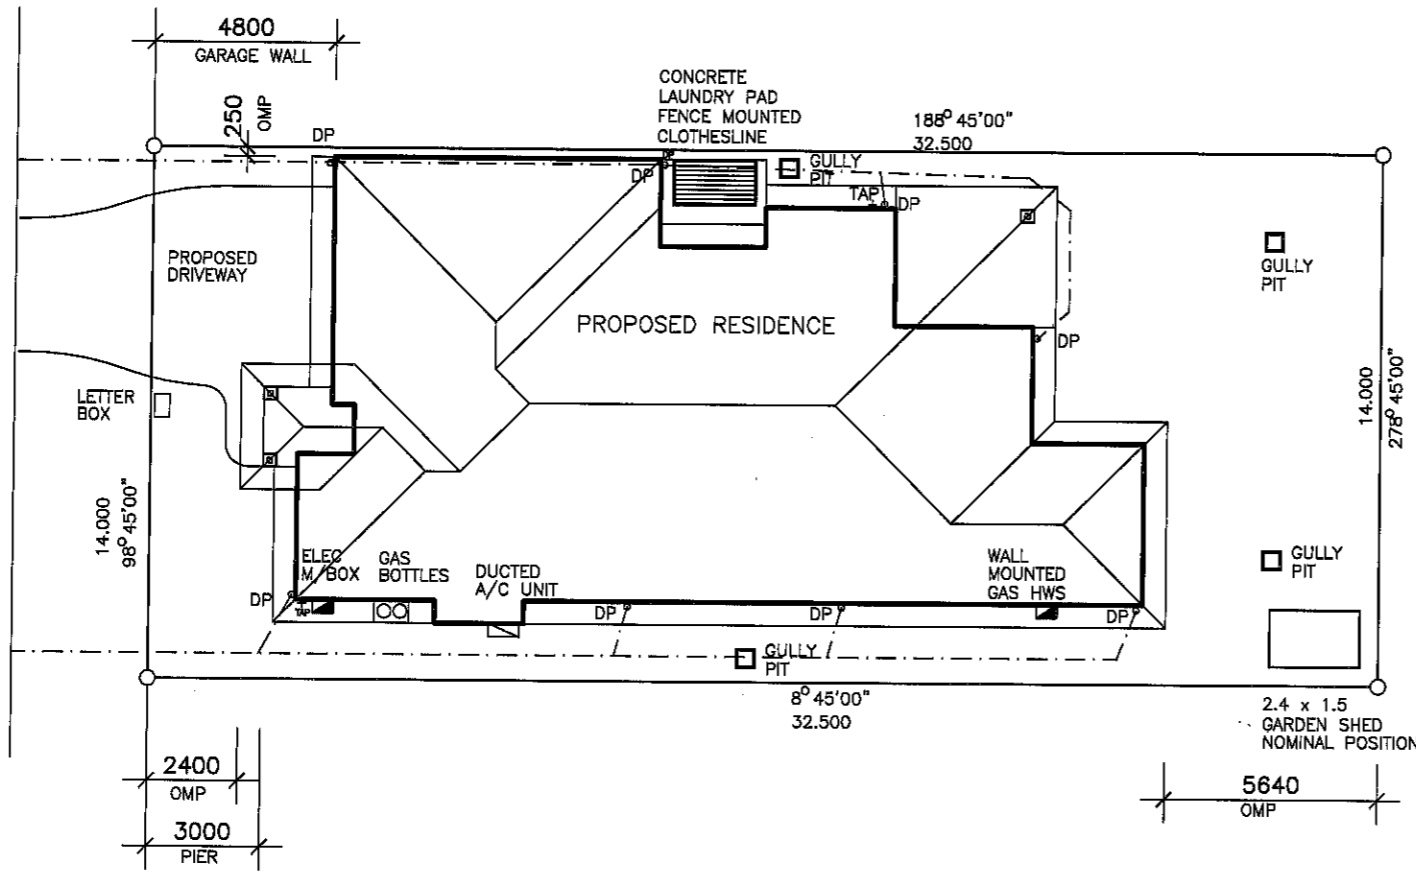 4800
GARAGE WALL
250
OMP
DP
CONCRETE
LAUNDRY PAD
FENCE MOUNTED
CLOTHESLINE
188° 45'00"
32.500
DP
DP
GULLY
PIT
TAP
DP
PROPOSED
DRIVEWAY
GULLY
PIT
PROPOSED RESIDENCE
DP
LETTER
BOX
14.000
278° 45'00"
14.000
98° 45'00"
ELEC
M/BOX
GAS
BOTTLES
DUCTED
A/C UNIT
WALL
MOUNTED
GAS HWS
GULLY
PIT
DP
TAP
DP
DP
DP
GULLY
PIT
8° 45'00"
32.500
2.4 x 1.5
GARDEN SHED
NOMINAL POSITION
2400
OMP
5640
OMP
3000
PIER